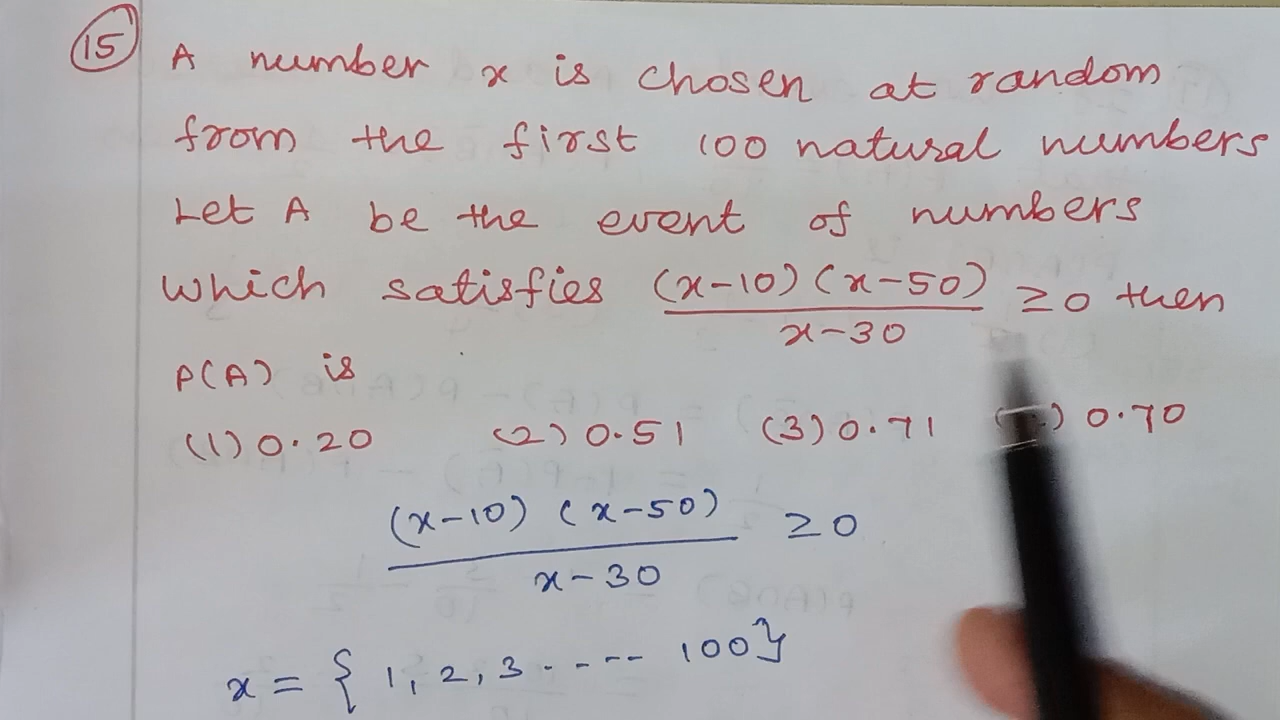 15
A number x is chosen at random
from the first 100 natural numbers
Let A be the event of numbers
which satisfies (x-10)(x-50)/x-30 ≥0 then
P(A) is
(1) 0.20 (2) 0.51 (3) 0.71 0.70
(x-10) (x-50)/x-30 ≥0
x = { 1, 2, 3 ---- 100}